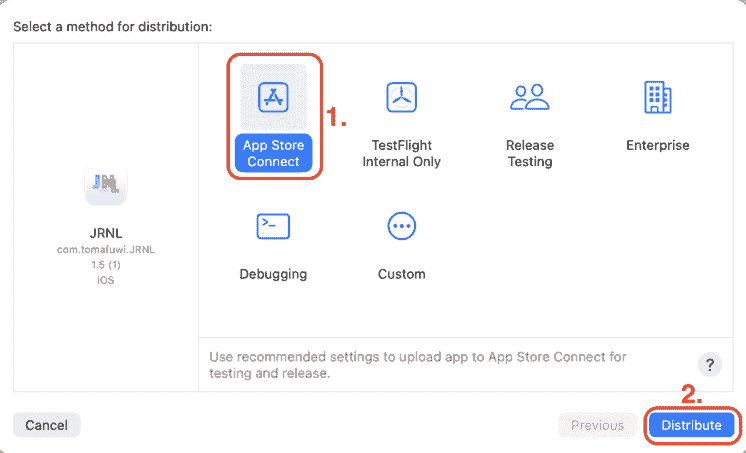 Select a method for distribution:
1.
App Store
Connect
TestFlight
Internal Only
Release
Testing
Enterprise
JRNL
JRNL
com.tomafuwi.JRNL
1.5 (1)
iOS
Debugging
Custom
Use recommended settings to upload app to App Store Connect for
testing and release.
?
2.
Cancel
Previous
Distribute